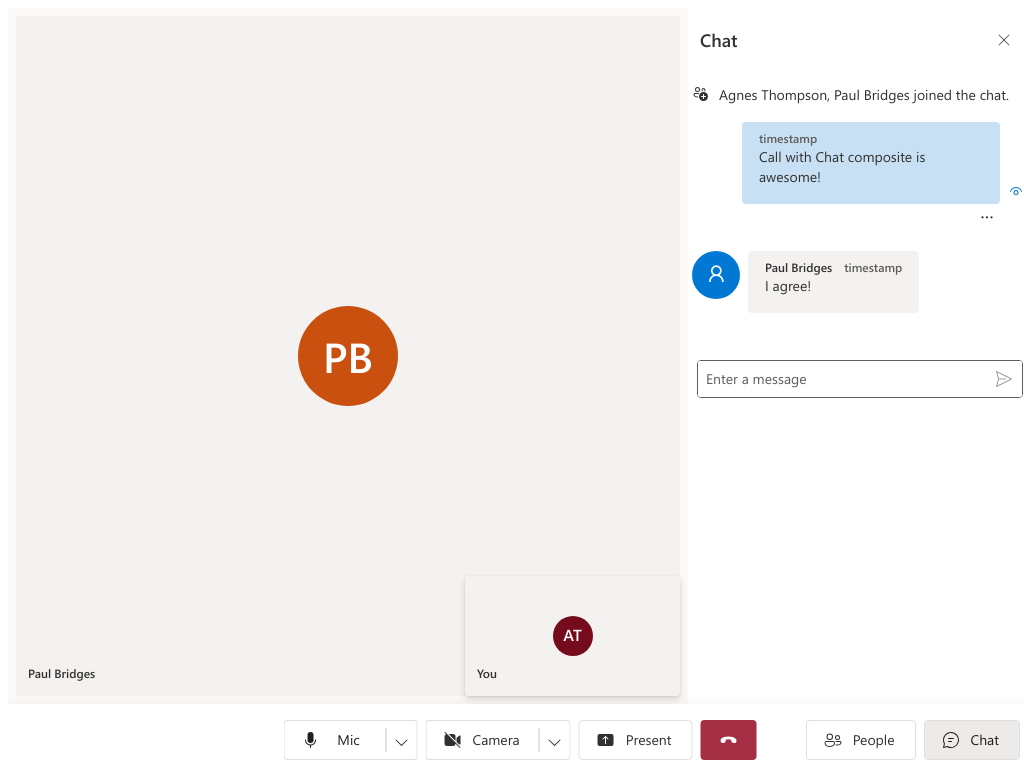 Chat
Agnes Thompson, Paul Bridges joined the chat.
timestamp
Call with Chat composite is
awesome!
Paul Bridges timestamp
I agree!
Enter a message
PB
AT
Paul Bridges
You
Mic
Camera
Present
People
Chat